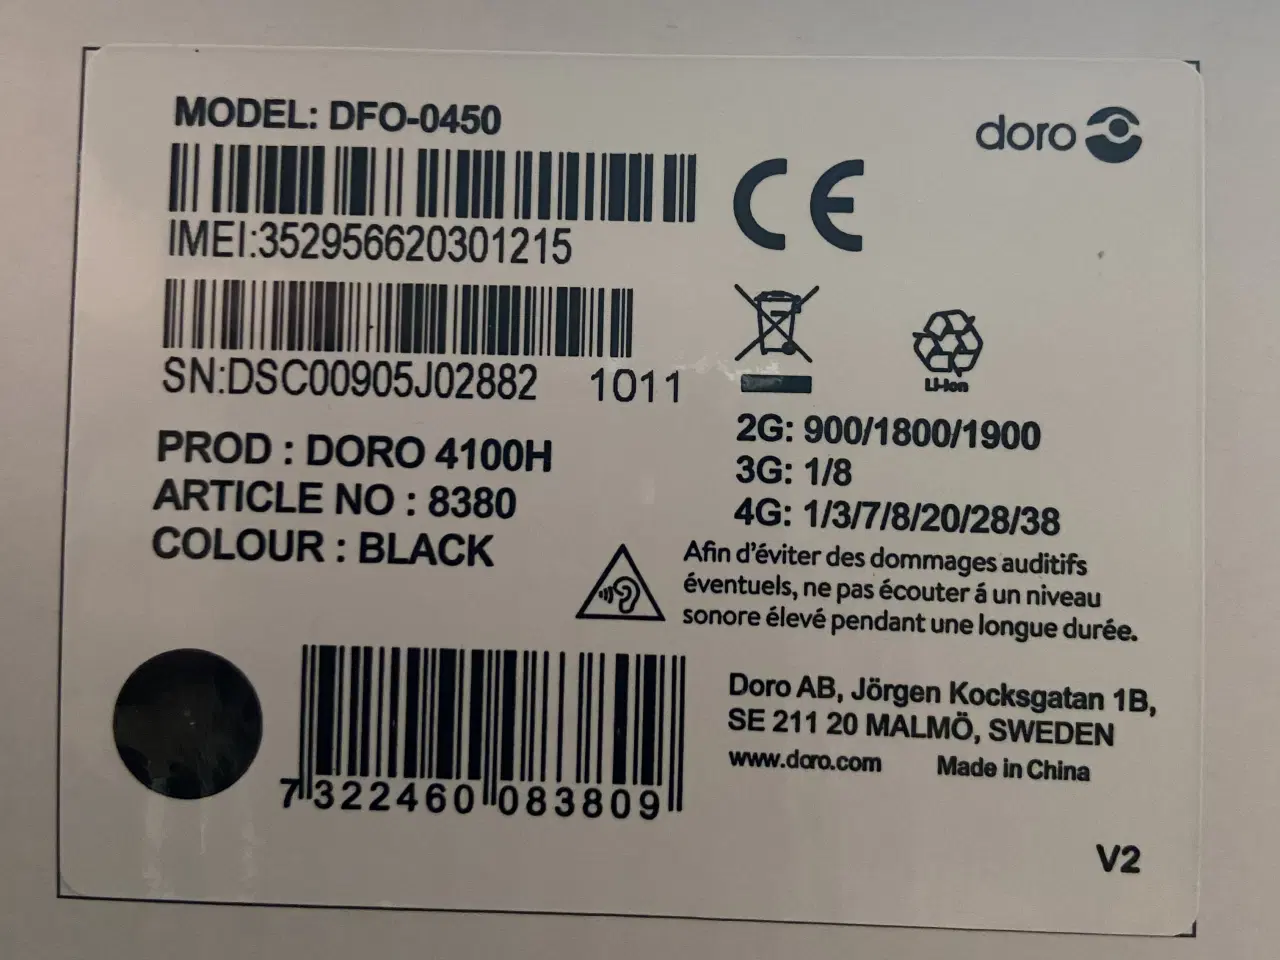 MODEL: DFO-0450
doro
IMEI:352956620301215
CE
SN:DSC00905J02882 1011
Li-Ion
PROD : DORO 4100H
ARTICLE NO : 8380
COLOUR : BLACK
2G: 900/1800/1900
3G: 1/8
4G: 1/3/7/8/20/28/38
Afin d'éviter des dommages auditifs
éventuels, ne pas écouter á un niveau
sonore élevé pendant une longue durée.
7 322460 083809
Doro AB, Jörgen Kocksgatan 1B,
SE 211 20 MALMÖ, SWEDEN
www.doro.com Made in China
V2